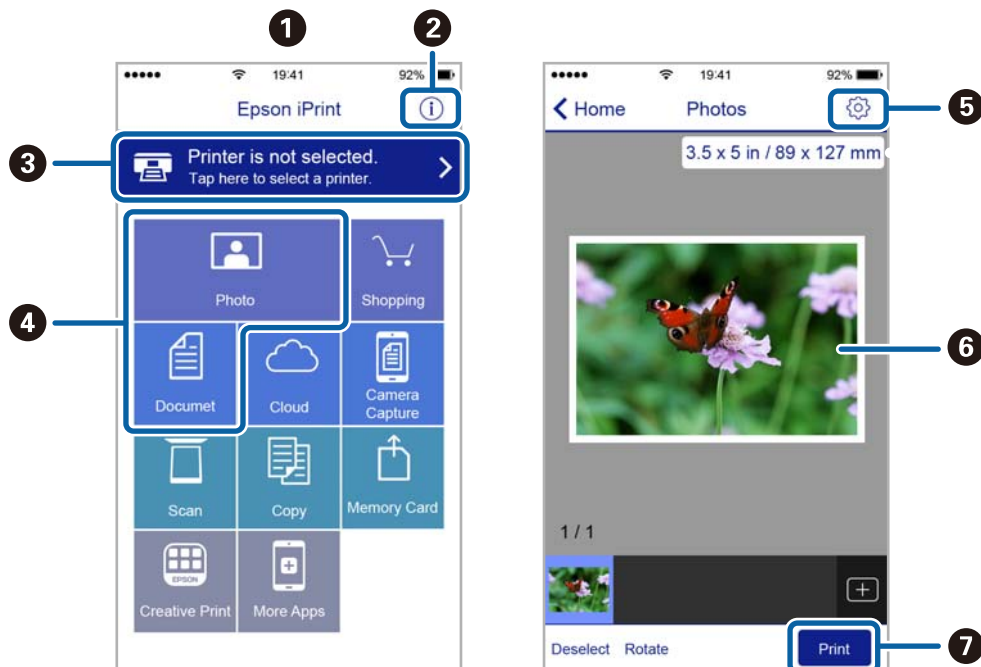 1
2
19:41
92%
Epson iPrint
i
3
Printer is not selected.
Tap here to select a printer.
4
Photo
Shopping
Documet
Cloud
Camera
Capture
Scan
Copy
Memory Card
EPSON
Creative Print
More Apps
19:41
92%
Home
Photos
5
3.5 x 5 in / 89 x 127 mm
6
1 / 1
Deselect
Rotate
Print
7